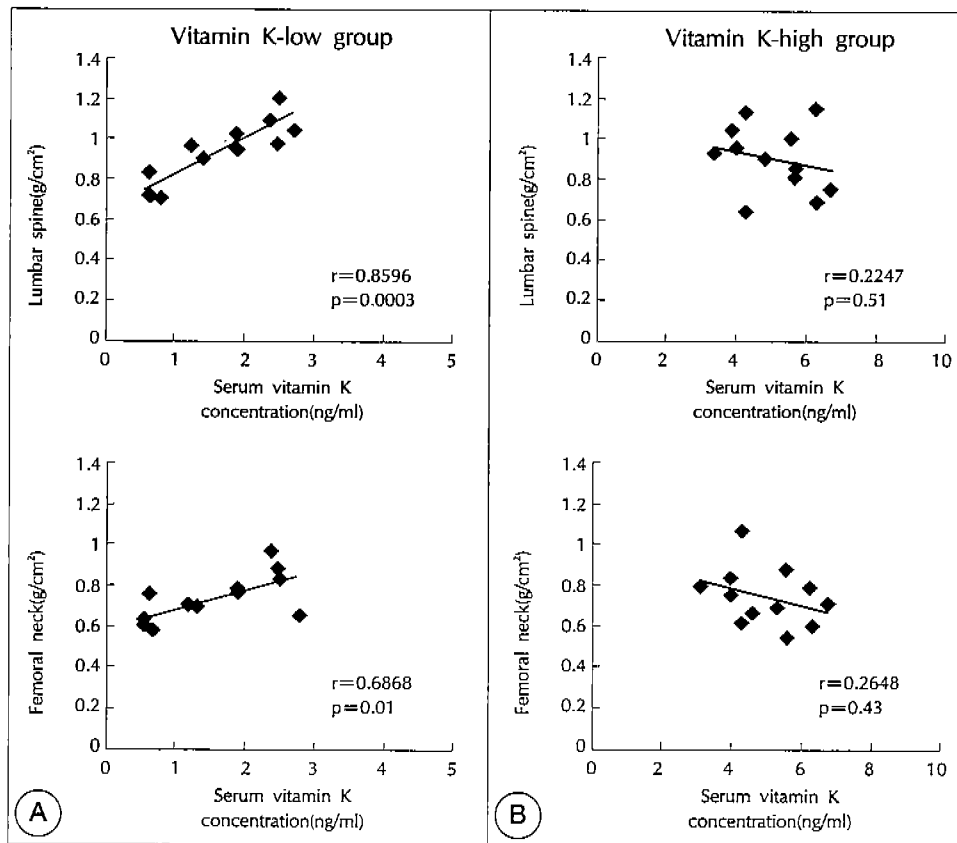 Vitamin K-low group
1.4
1.2
1
0.8
0.6
0.4
0.2
0
Lumbar spine(g/cm²)
r=0.8596
p=0.0003
0 1 2 3 4 5
Serum vitamin K
concentration(ng/ml)
Vitamin K-high group
1.4
1.2
1
0.8
0.6
0.4
0.2
0
Lumbar spine(g/cm²)
r=0.2247
p=0.51
0 2 4 6 8 10
Serum vitamin K
concentration(ng/ml)
1.4
1.2
1
0.8
0.6
0.4
0.2
0
Femoral neck(g/cm²)
r=0.6868
p=0.01
0 1 2 3 4 5
Serum vitamin K
concentration(ng/ml)
A
1.4
1.2
1
0.8
0.6
0.4
0.2
0
Femoral neck(g/cm²)
r=0.2648
p=0.43
0 2 4 6 8 10
Serum vitamin K
concentration(ng/ml)
B